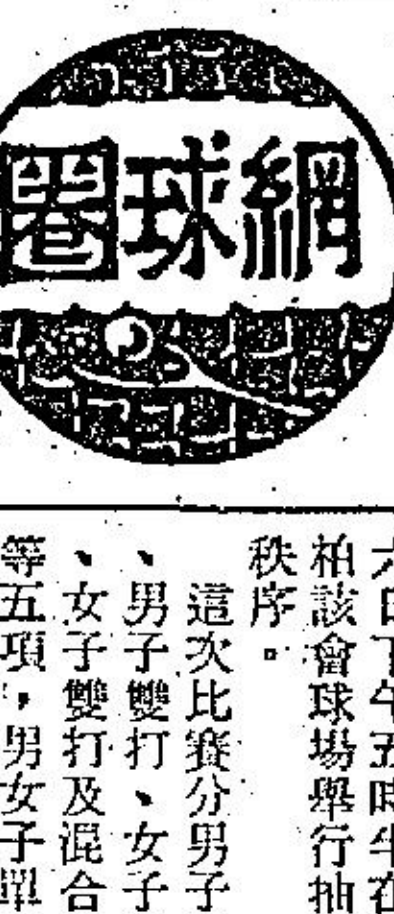 網球圈
六日下午五時半在
柏該會球場舉行抽
秩序。
這次比賽分男子
、男子雙打、女子
、女子雙打及混合
等五項，男女子單